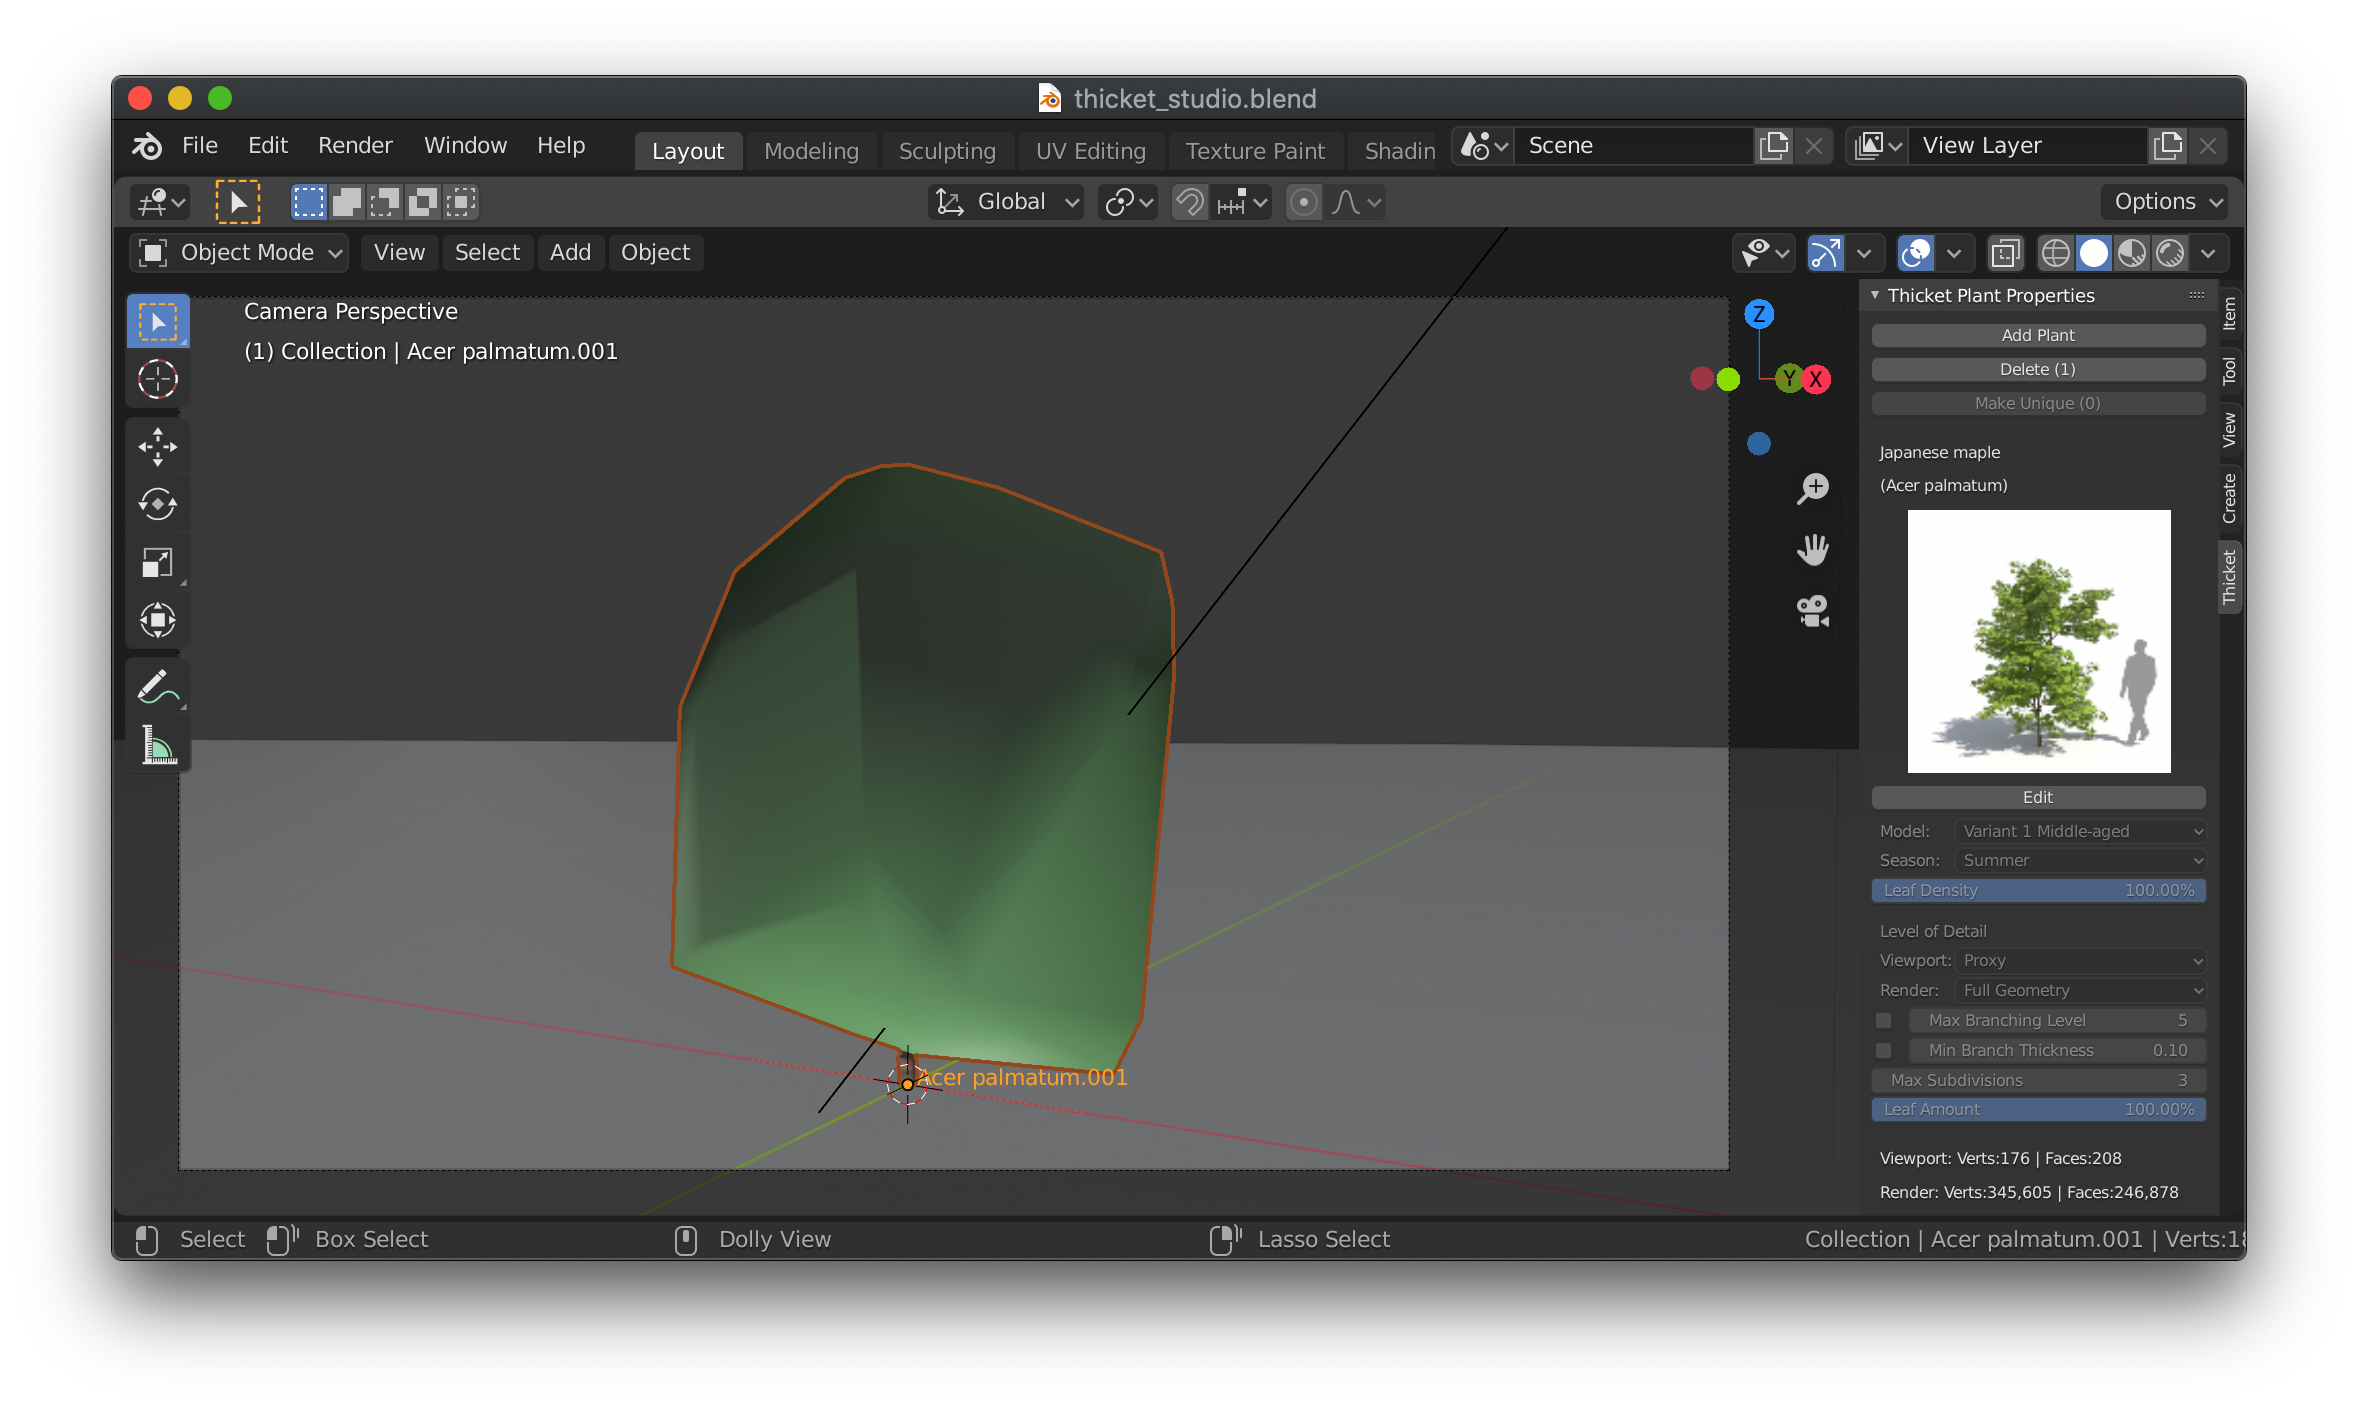 thicket_studio.blend
File Edit Render Window Help Layout Modeling Sculpting UV Editing Texture Paint Shadin Scene View Layer
Global Options
Object Mode View Select Add Object
Camera Perspective
(1) Collection | Acer palmatum.001
Z
Y X
Acer palmatum.001
Thicket Plant Properties
Add Plant
Delete (1)
Make Unique (0)
Japanese maple
(Acer palmatum)
Edit
Model: Variant 1 Middle-aged
Season: Summer
Leaf Density 100.00%
Level of Detail
Viewport: Proxy
Render: Full Geometry
Max Branching Level 5
Min Branch Thickness 0.10
Max Subdivisions 3
Leaf Amount 100.00%
Viewport: Verts:176 | Faces:208
Render: Verts:345,605 | Faces:246,878
Item
Tool
View
Create
Thicket
Select Box Select Dolly View Lasso Select Collection | Acer palmatum.001 | Verts:18